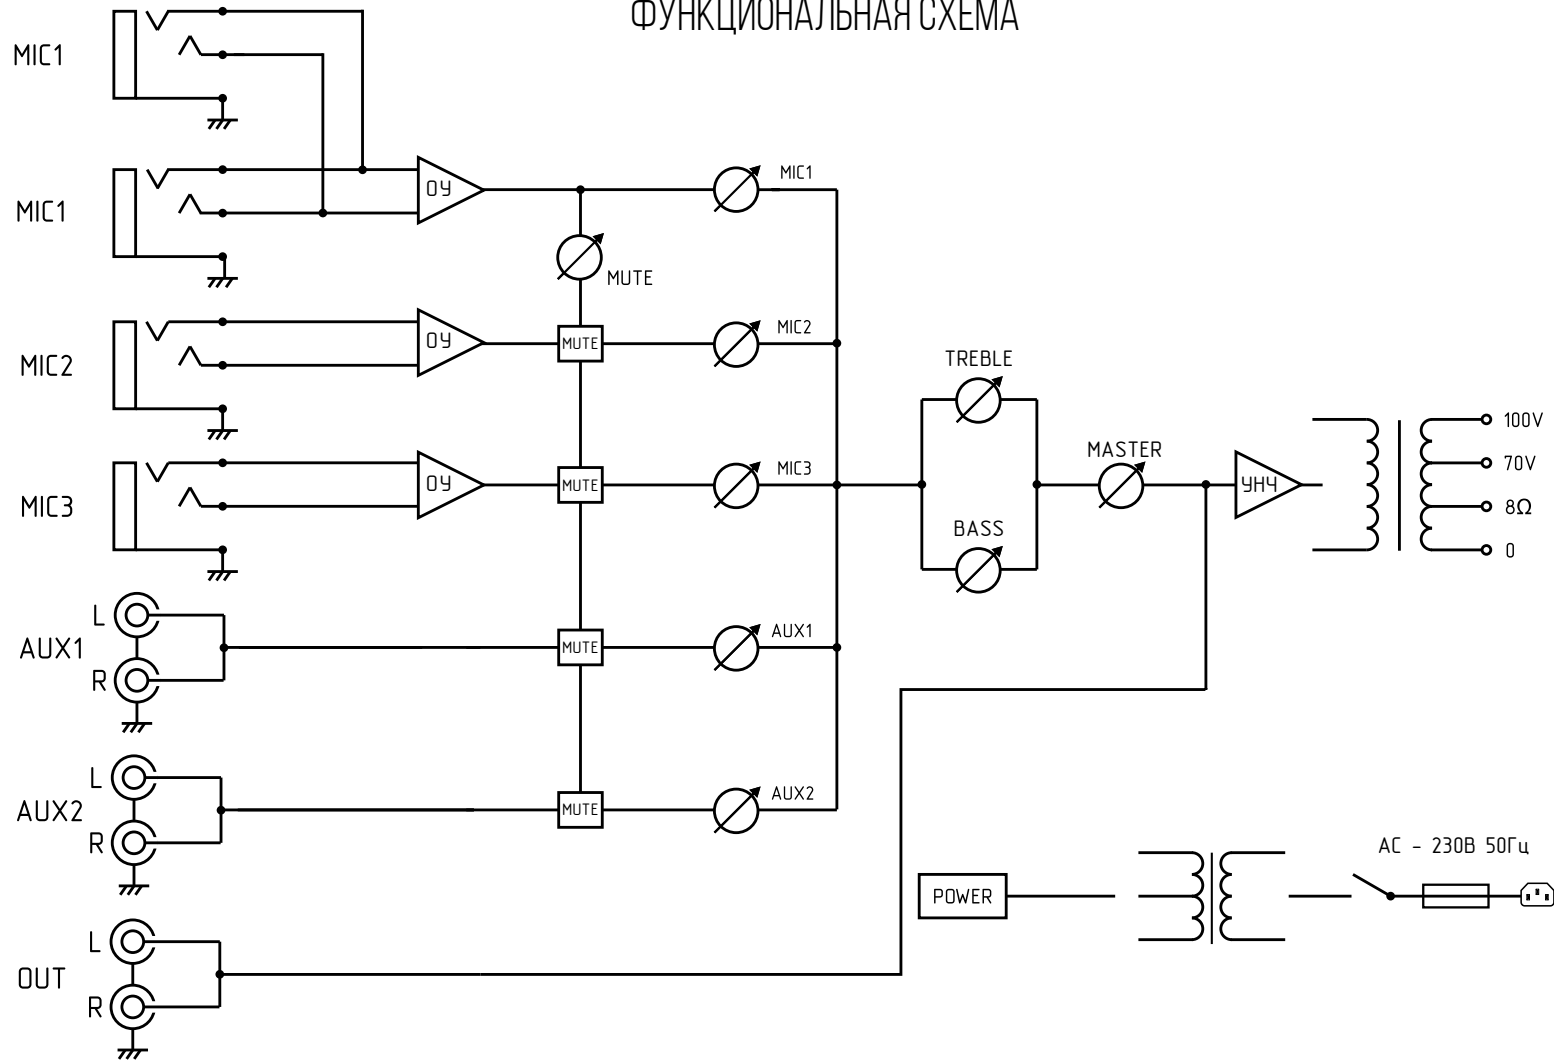 ФУНКЦИОНАЛЬНАЯ СХЕМА
MIC1
MIC1
ОУ
MIC1
MUTE
MIC2
ОУ
MUTE
MIC2
MIC3
ОУ
MUTE
MIC3
TREBLE
BASS
MASTER
УНЧ
100V
70V
8Ω
0
AUX1
L
R
MUTE
AUX1
AUX2
L
R
MUTE
AUX2
OUT
L
R
POWER
AC - 230В 50Гц